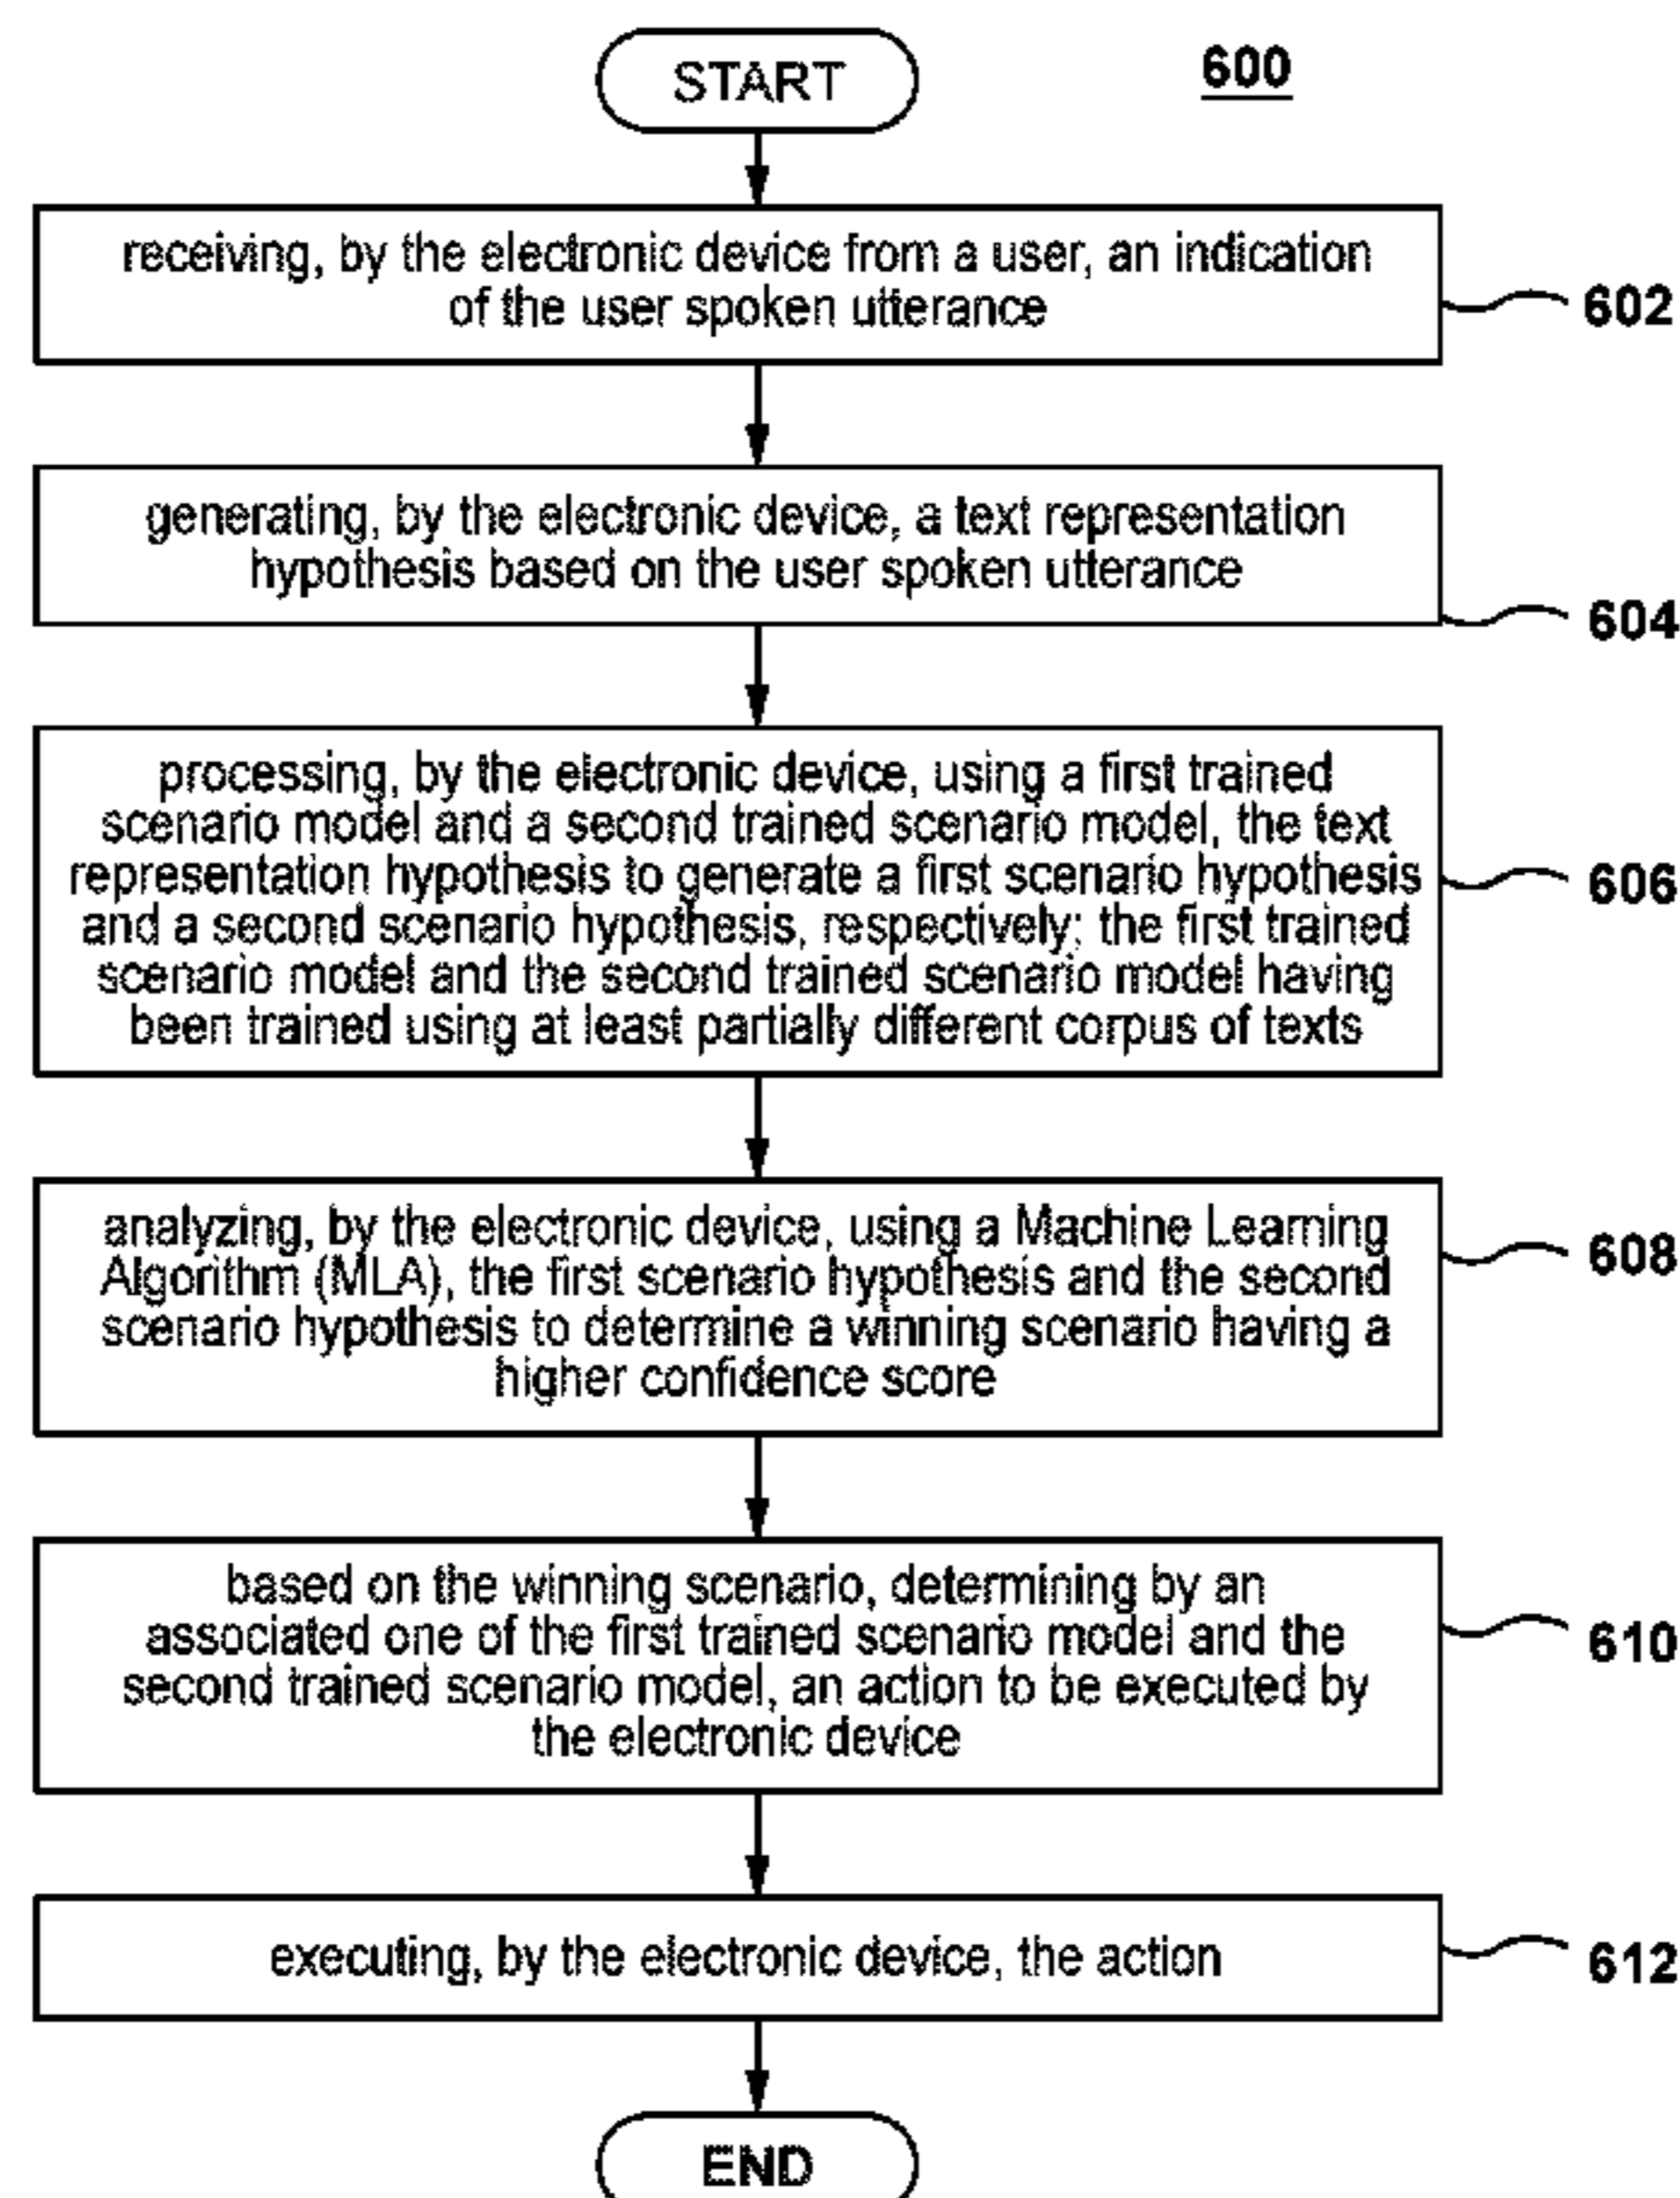 START
600
receiving, by the electronic device from a user, an indication
of the user spoken utterance
602
generating, by the electronic device, a text representation
hypothesis based on the user spoken utterance
604
processing, by the electronic device, using a first trained
scenario model and a second trained scenario model, the text
representation hypothesis to generate a first scenario hypothesis
and a second scenario hypothesis, respectively; the first trained
scenario model and the second trained scenario model having
been trained using at least partially different corpus of texts
606
analyzing, by the electronic device, using a Machine Learning
Algorithm (MLA), the first scenario hypothesis and the second
scenario hypothesis to determine a winning scenario having a
higher confidence score
608
based on the winning scenario, determining by an
associated one of the first trained scenario model and the
second trained scenario model, an action to be executed by
the electronic device
610
executing, by the electronic device, the action
612
END